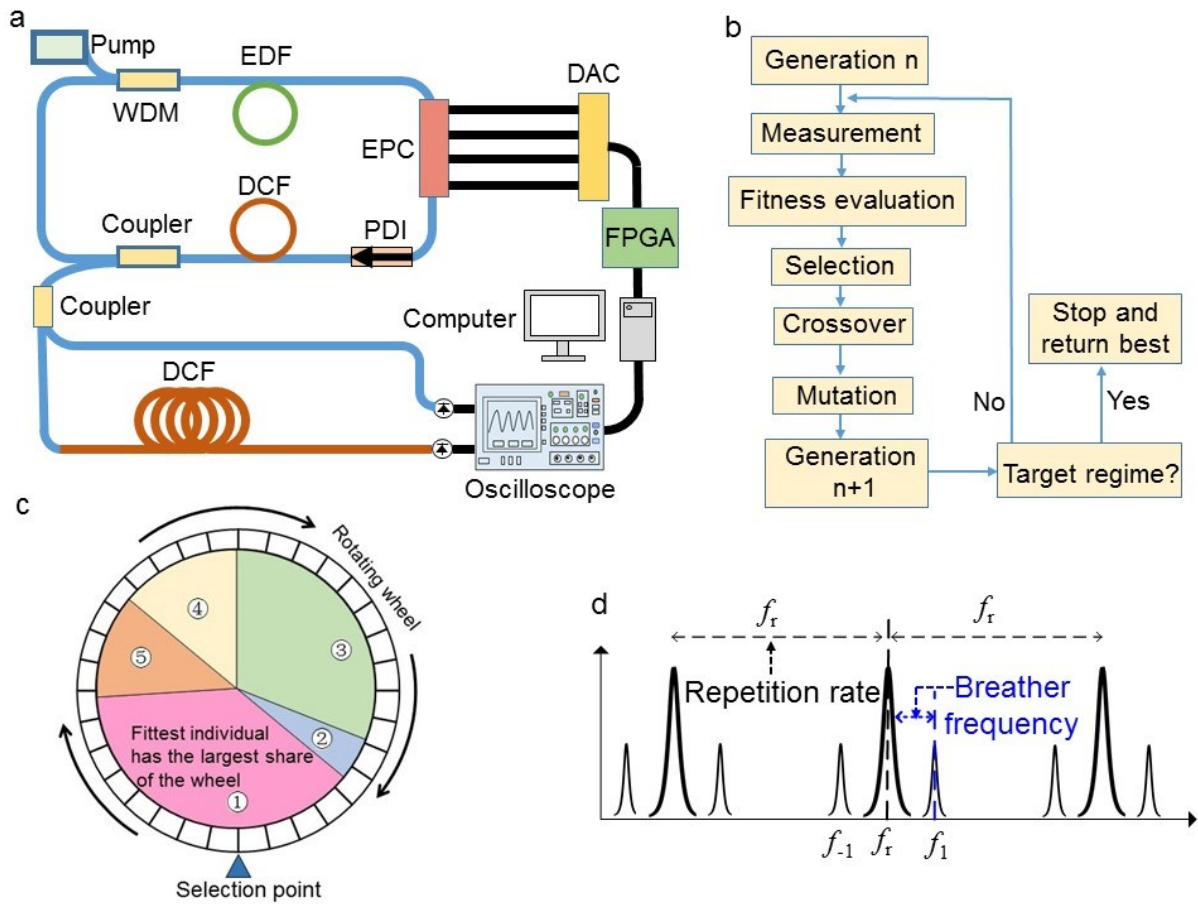 a
Pump
WDM
EDF
EPC
DAC
DCF
Coupler
PDI
FPGA
Coupler
Computer
DCF
Oscilloscope
b
Generation n
Measurement
Fitness evaluation
Selection
Crossover
Mutation
Generation
n+1
Target regime?
No
Yes
Stop and
return best
c
Rotating wheel
④
③
⑤
②
Fittest individual
has the largest share
of the wheel
①
Selection point
d
fr
fr
Repetition rate
Breather
frequency
f-1
fr
f1